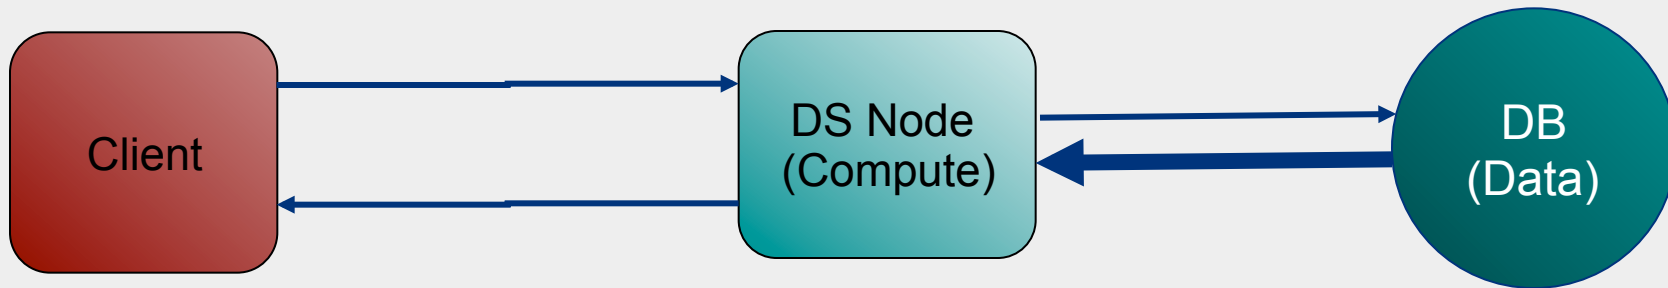 Client
DS Node
(Compute)
DB
(Data)